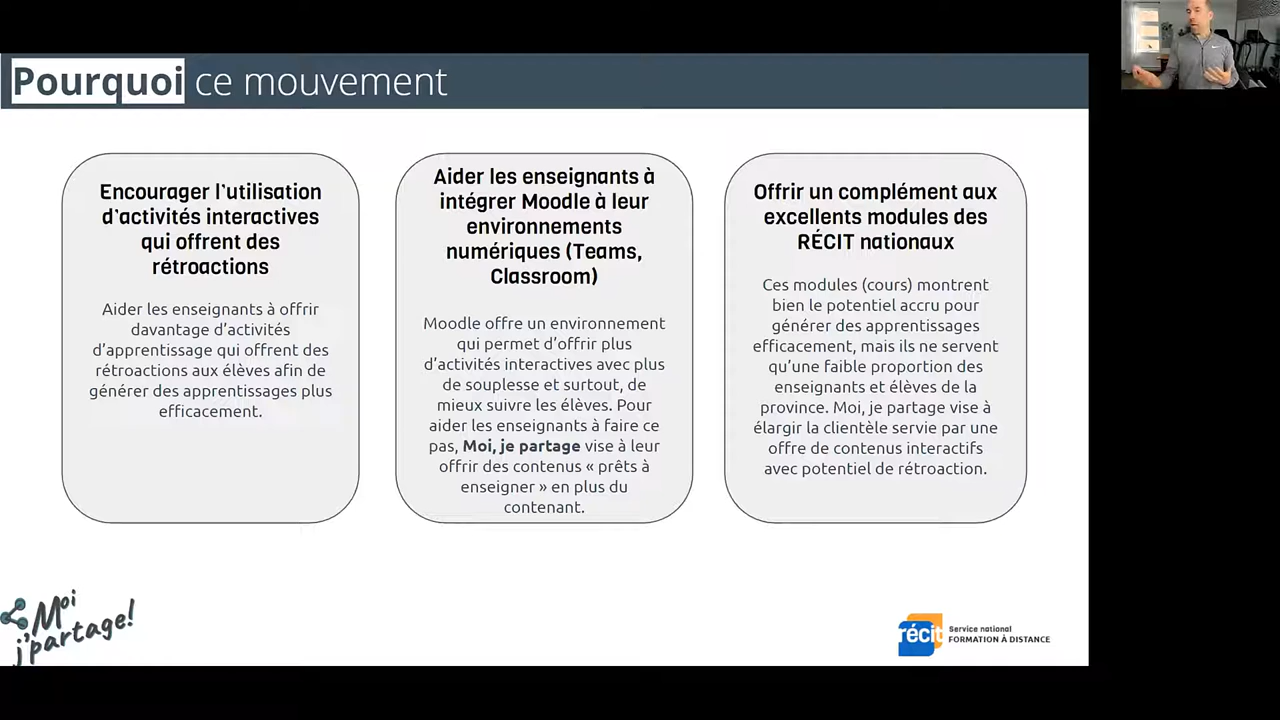 Pourquoi ce mouvement
Encourager l'utilisation
d'activités interactives
qui offrent des
rétroactions
Aider les enseignants à offrir
davantage d'activités
d'apprentissage qui offrent des
rétroactions aux élèves afin de
générer des apprentissages plus
efficacement.
Aider les enseignants à
intégrer Moodle à leur
environnements
numériques (Teams,
Classroom)
Moodle offre un environnement
qui permet d'offrir plus
d'activités interactives avec plus
de souplesse et surtout, de
mieux suivre les élèves. Pour
aider les enseignants à faire ce
pas, Moi, je partage vise à leur
offrir des contenus « prêts à
enseigner » en plus du
contenant.
Offrir un complément aux
excellents modules des
RÉCIT nationaux
Ces modules (cours) montrent
bien le potentiel accru pour
générer des apprentissages
efficacement, mais ils ne servent
qu'une faible proportion des
enseignants et élèves de la
province. Moi, je partage vise à
élargir la clientèle servie par une
offre de contenus interactifs
avec potentiel de rétroaction.
Moi
j'partage!
récit
Service national
FORMATION À DISTANCE